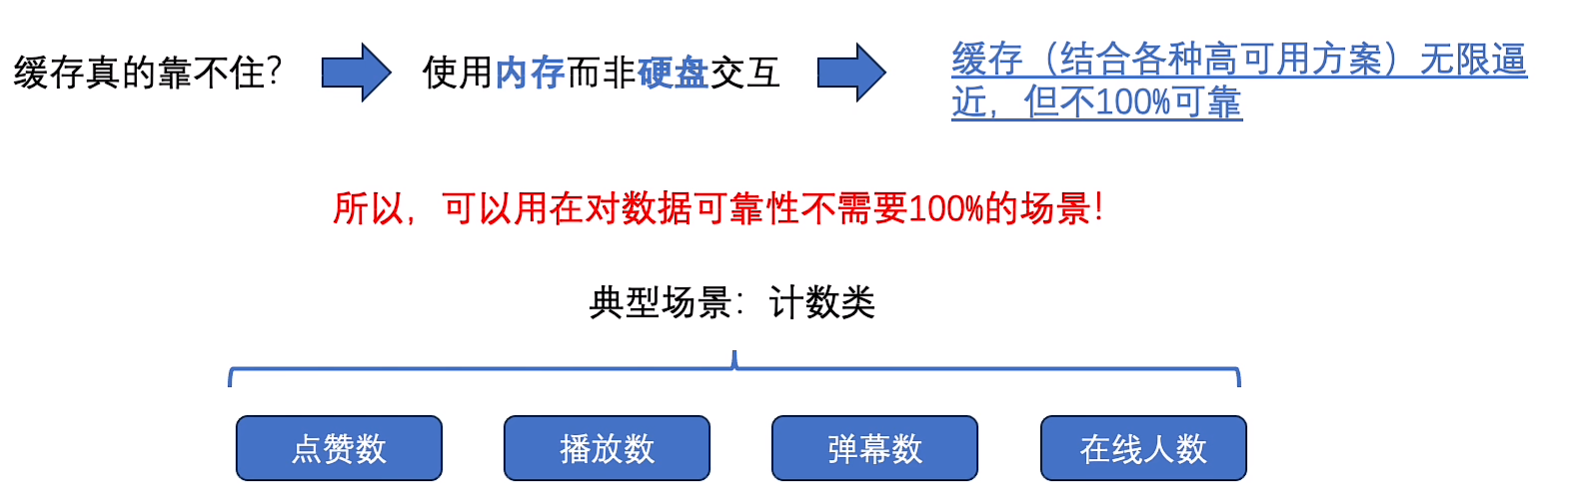 缓存真的靠不住？
使用内存而非硬盘交互
缓存（结合各种高可用方案）无限逼
近，但不100%可靠
所以，可以用在对数据可靠性不需要100%的场景！
典型场景：计数类
点赞数
播放数
弹幕数
在线人数